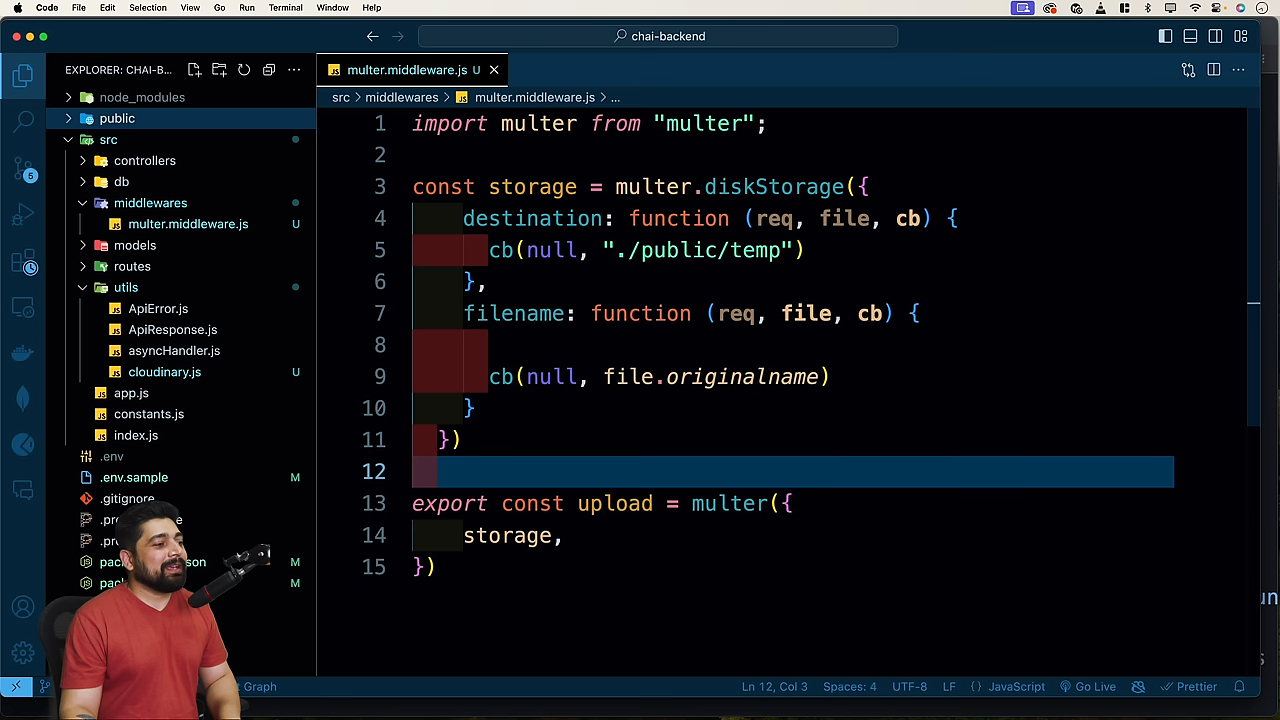 Code File Edit Selection View Go Run Terminal Window Help
chai-backend
EXPLORER: CHAI-B...
multer.middleware.js U
src > middlewares > multer.middleware.js > ...
node_modules
public
src
controllers
db
middlewares
multer.middleware.js U
models
routes
utils
ApiError.js
ApiResponse.js
asyncHandler.js
cloudinary.js U
app.js
constants.js
index.js
.env
.env.sample M
.gitignore
M
M
5
1 import multer from "multer";
2
3 const storage = multer.diskStorage({
4 destination: function (req, file, cb) {
5 cb(null, "./public/temp")
6 },
7 filename: function (req, file, cb) {
8
9 cb(null, file.originalname)
10 }
11 })
12
13 export const upload = multer({
14 storage,
15 })
Graph Ln 12, Col 3 Spaces: 4 UTF-8 LF {} JavaScript Go Live Prettier